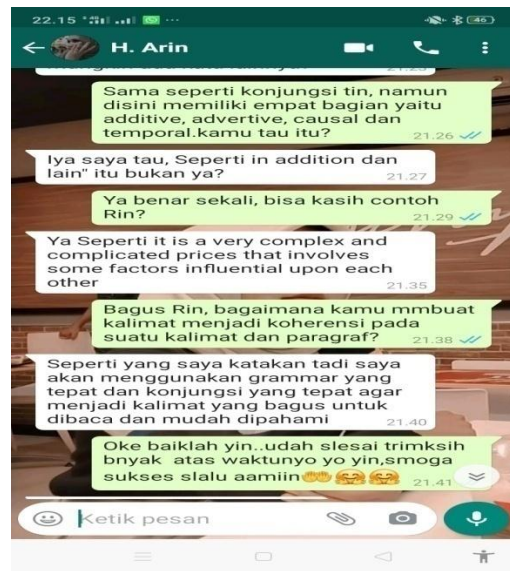 22.15
46
H. Arin
21.25
Sama seperti konjungsi tin, namun
disini memiliki empat bagian yaitu
additive, advertive, causal dan
temporal.kamu tau itu?
21.26
Iya saya tau, Seperti in addition dan
lain" itu bukan ya?
21.27
Ya benar sekali, bisa kasih contoh
Rin?
21.29
Ya Seperti it is a very complex and
complicated prices that involves
some factors influential upon each
other
21.35
Bagus Rin, bagaimana kamu mmbuat
kalimat menjadi koherensi pada
suatu kalimat dan paragraf?
21.38
Seperti yang saya katakan tadi saya
akan menggunakan grammar yang
tepat dan konjungsi yang tepat agar
menjadi kalimat yang bagus untuk
dibaca dan mudah dipahami
21.40
Oke baiklah yin..udah slesai trimksih
bnyak atas waktunyo yo yin,smoga
sukses slalu aamiin🤲🤗🤗
21.41
Ketik pesan